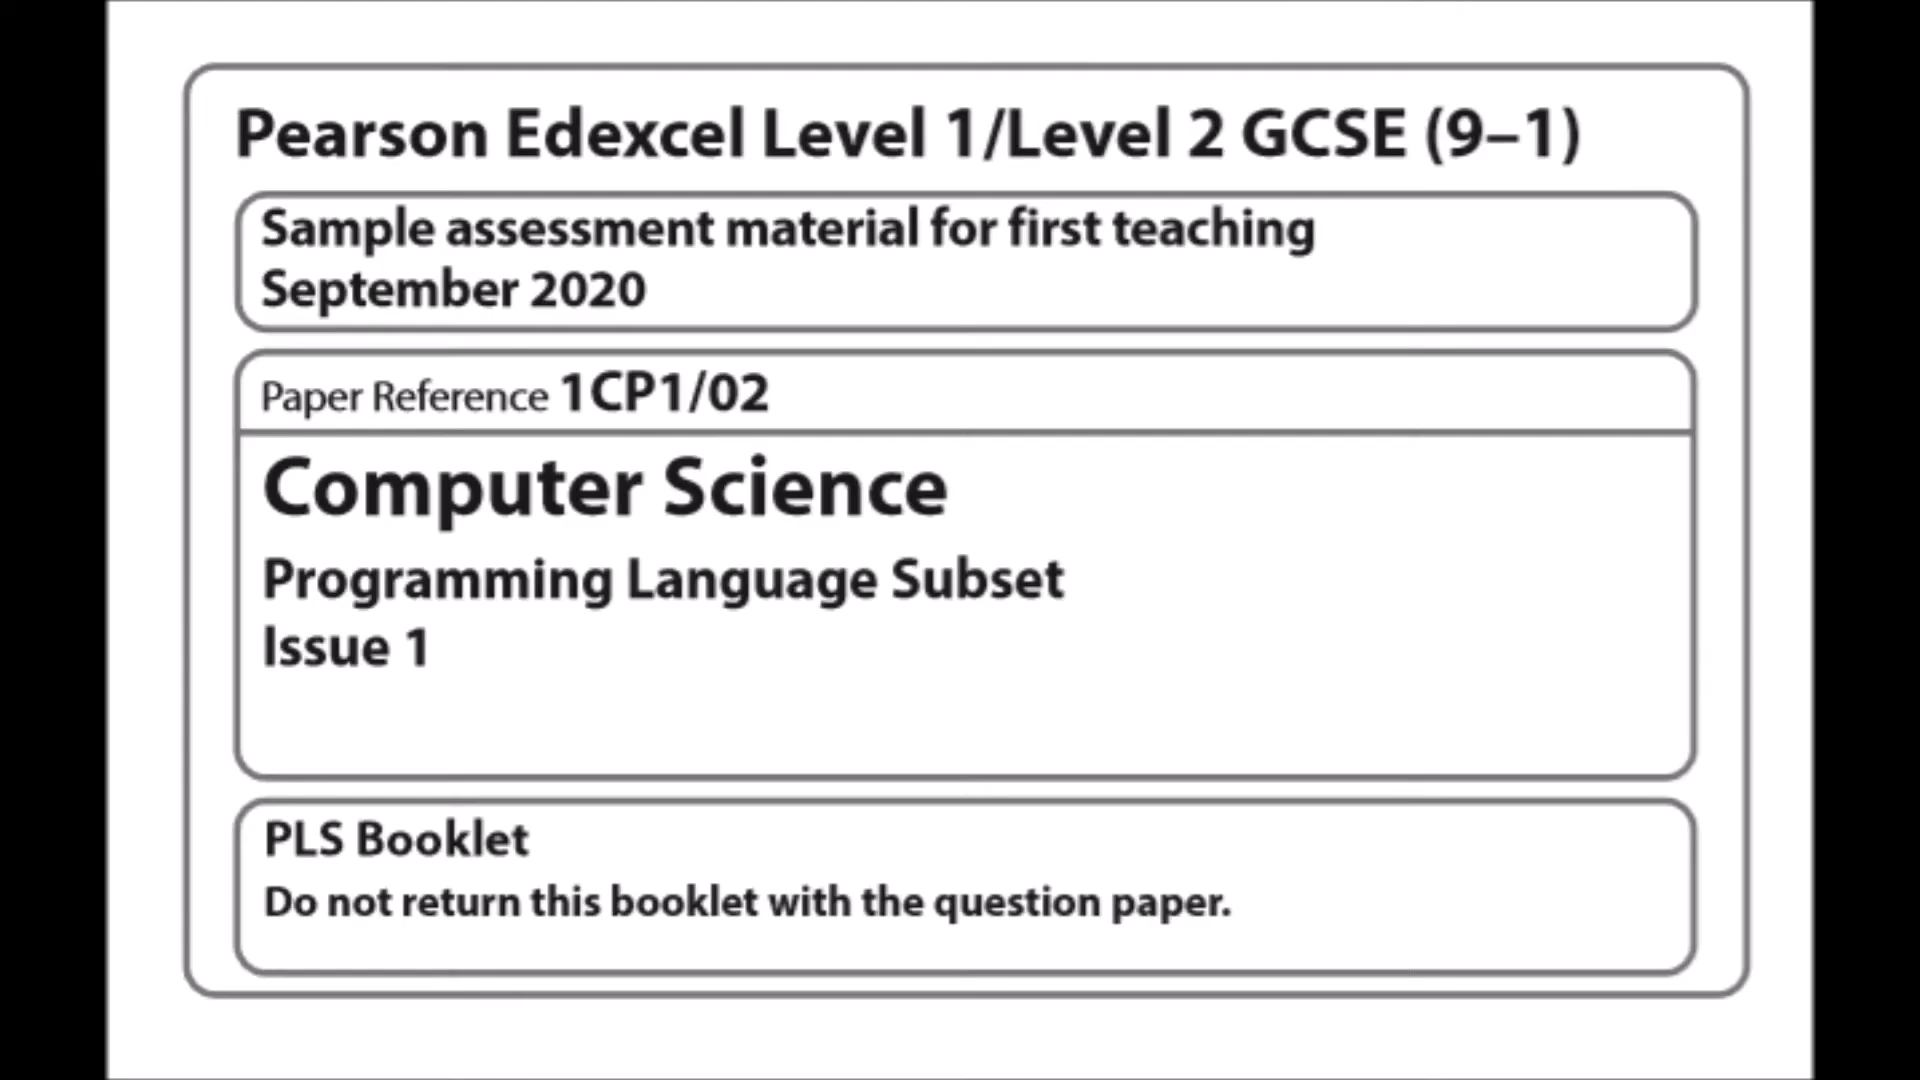 Pearson Edexcel Level 1/Level 2 GCSE (9–1)
Sample assessment material for first teaching
September 2020
Paper Reference 1CP1/02
Computer Science
Programming Language Subset
Issue 1
PLS Booklet
Do not return this booklet with the question paper.